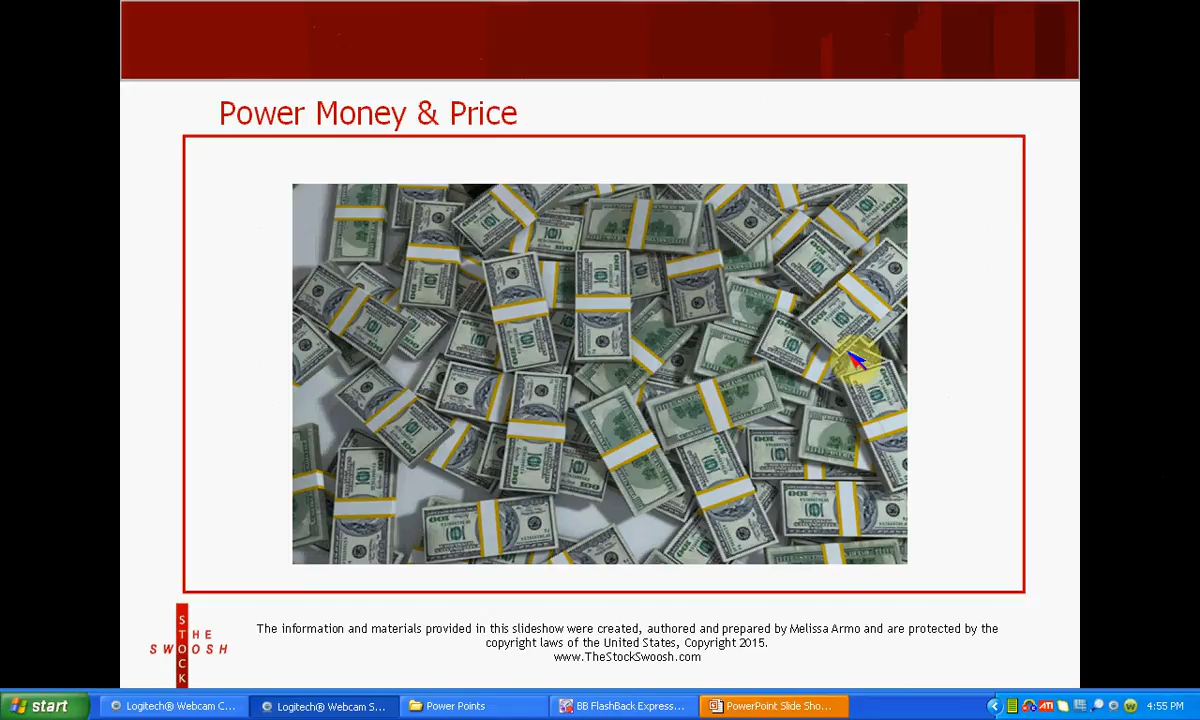 Power Money & Price
S
T
THE
SWOOSH
C
K
The information and materials provided in this slideshow were created, authored and prepared by Melissa Armo and are protected by the
copyright laws of the United States, Copyright 2015.
www.TheStockSwoosh.com
start
Logitech® Webcam C...
Logitech® Webcam S...
Power Points
BB FlashBack Express...
PowerPoint Slide Sho...
ATI
W
4:55 PM